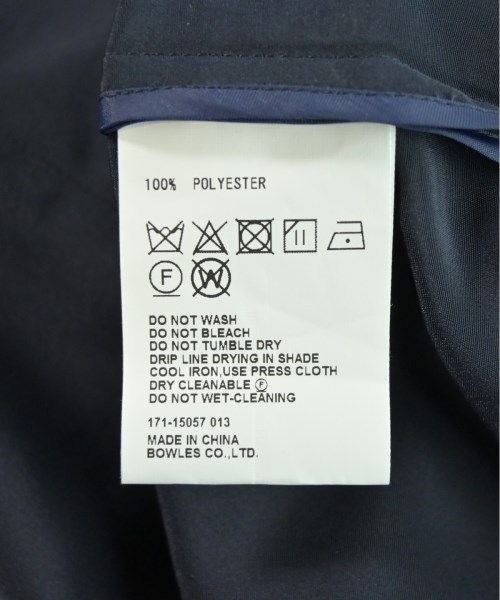 100% POLYESTER
F W
DO NOT WASH
DO NOT BLEACH
DO NOT TUMBLE DRY
DRIP LINE DRYING IN SHADE
COOL IRON,USE PRESS CLOTH
DRY CLEANABLE Ⓕ
DO NOT WET-CLEANING
171-15057 013
MADE IN CHINA
BOWLES CO.,LTD.